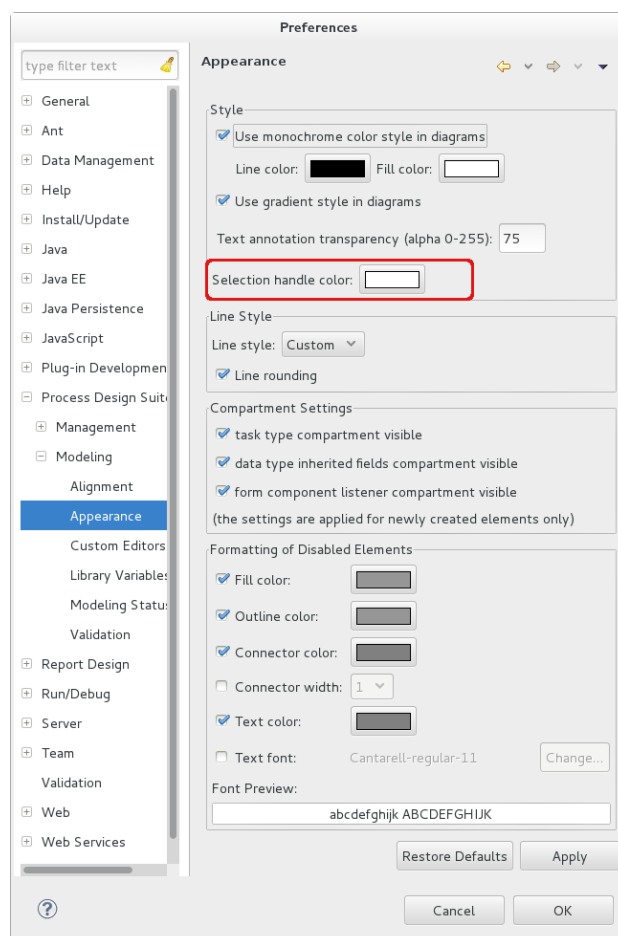 Preferences
type filter text
General
Ant
Data Management
Help
Install/Update
Java
Java EE
Java Persistence
JavaScript
Plug-in Developmen
Process Design Suit
Management
Modeling
Alignment
Appearance
Custom Editors
Library Variables
Modeling Statu
Validation
Report Design
Run/Debug
Server
Team
Validation
Web
Web Services
Appearance
Style
Use monochrome color style in diagrams
Line color: Fill color:
Use gradient style in diagrams
Text annotation transparency (alpha 0-255): 75
Selection handle color:
Line Style
Line style: Custom
Line rounding
Compartment Settings
task type compartment visible
data type inherited fields compartment visible
form component listener compartment visible
(the settings are applied for newly created elements only)
Formatting of Disabled Elements
Fill color:
Outline color:
Connector color:
Connector width: 1
Text color:
Text font: Cantarell-regular-11 Change...
Font Preview:
abcdefghijk ABCDEFGHIJK
Restore Defaults Apply
? Cancel OK